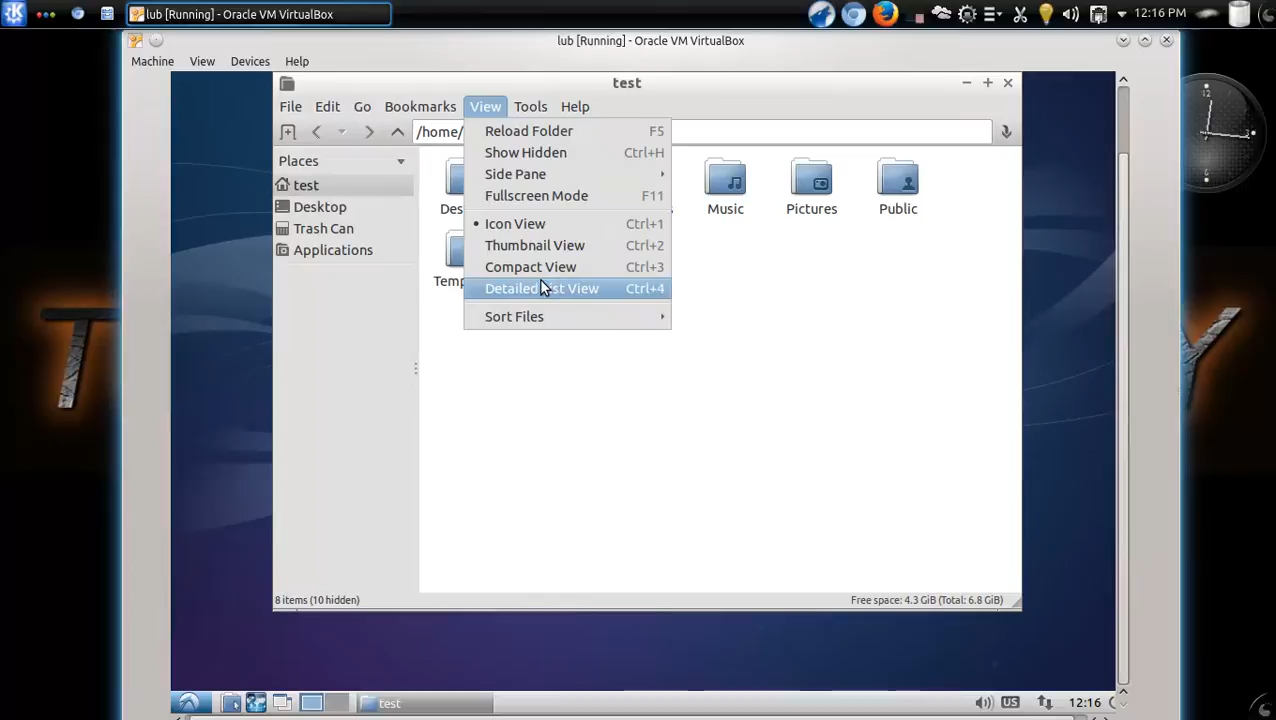 lub [Running] - Oracle VM VirtualBox
12:16 PM
lub [Running] - Oracle VM VirtualBox
Machine View Devices Help
test
File Edit Go Bookmarks View Tools Help
/home/
Places
test
Desktop
Trash Can
Applications
Reload Folder F5
Show Hidden Ctrl+H
Side Pane
Fullscreen Mode F11
Icon View Ctrl+1
Thumbnail View Ctrl+2
Compact View Ctrl+3
Detailed List View Ctrl+4
Sort Files
Music Pictures Public
8 items (10 hidden) Free space: 4.3 GiB (Total: 6.8 GiB)
test
US
12:16
12
3
6
9
T
Y